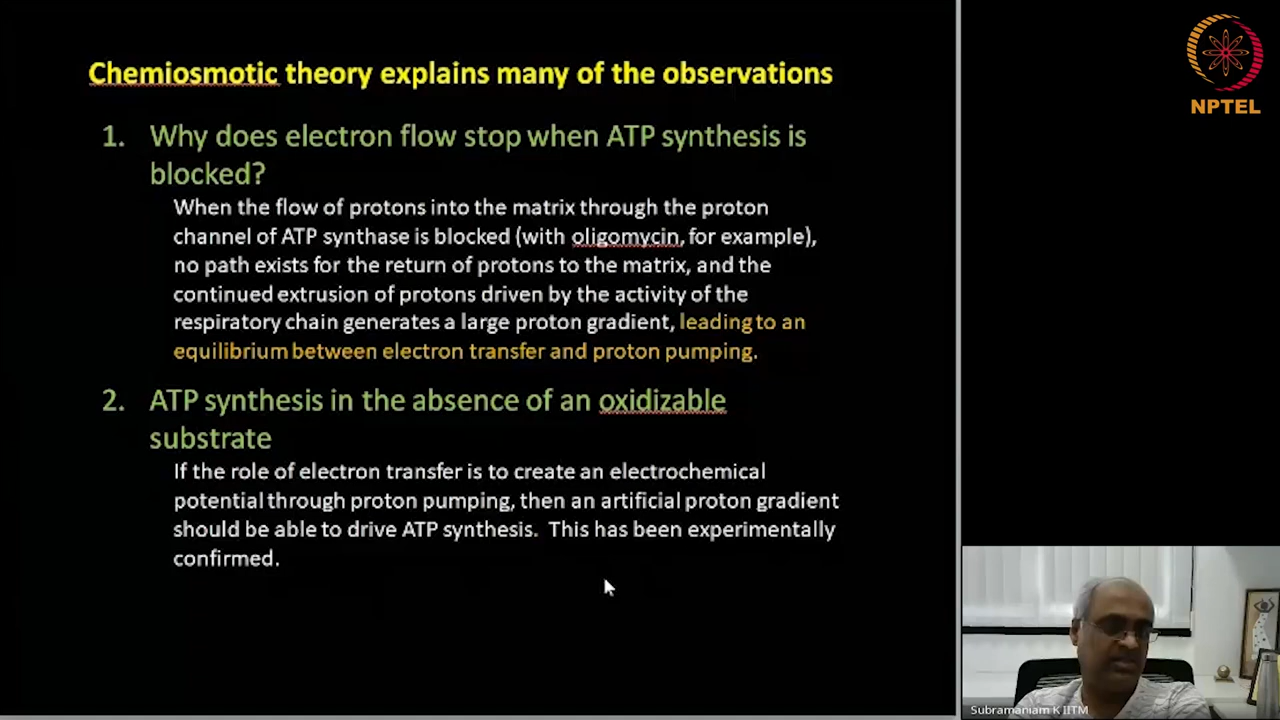 Chemiosmotic theory explains many of the observations
1. Why does electron flow stop when ATP synthesis is
blocked?
When the flow of protons into the matrix through the proton
channel of ATP synthase is blocked (with oligomycin, for example),
no path exists for the return of protons to the matrix, and the
continued extrusion of protons driven by the activity of the
respiratory chain generates a large proton gradient, leading to an
equilibrium between electron transfer and proton pumping.
2. ATP synthesis in the absence of an oxidizable
substrate
If the role of electron transfer is to create an electrochemical
potential through proton pumping, then an artificial proton gradient
should be able to drive ATP synthesis. This has been experimentally
confirmed.
NPTEL
Subramaniam K IITM